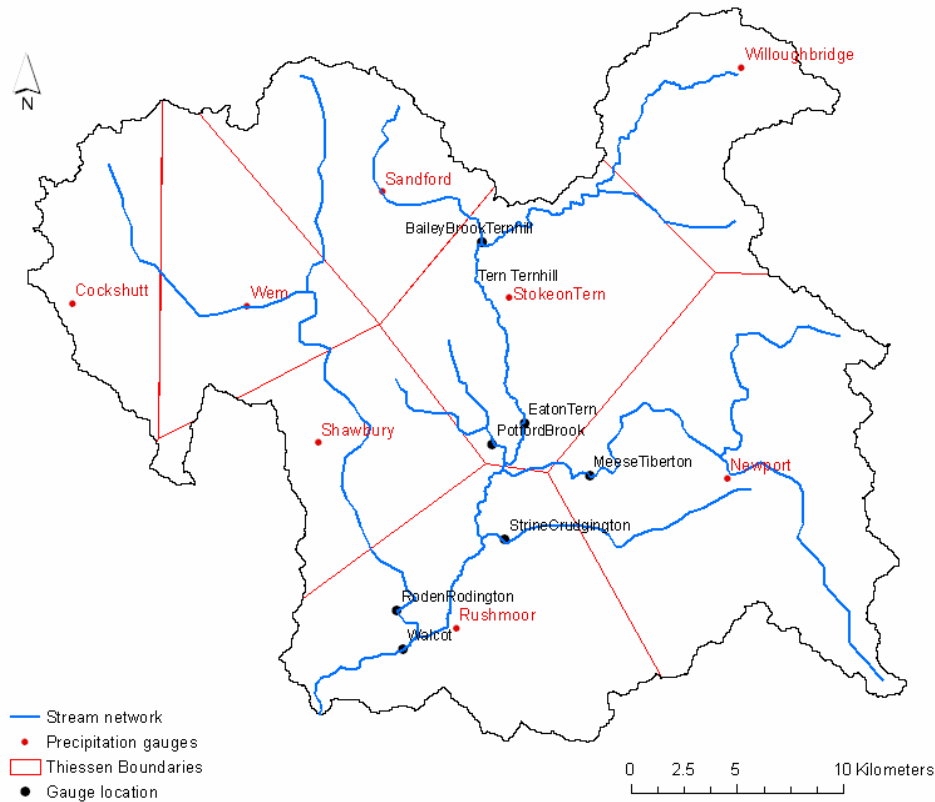 Willoughbridge
N
Sandford
BaileyBrookTernhill
Tern Ternhill
Cockshutt
Wem
StokeonTern
EatonTern
Shawbury
PotfordBrook
MeeseTiberton
Newport
StrineCrudgington
RodenRodington
Rushmoor
Walcot
Stream network
Precipitation gauges
Thiessen Boundaries
Gauge location
0 2.5 5 10 Kilometers